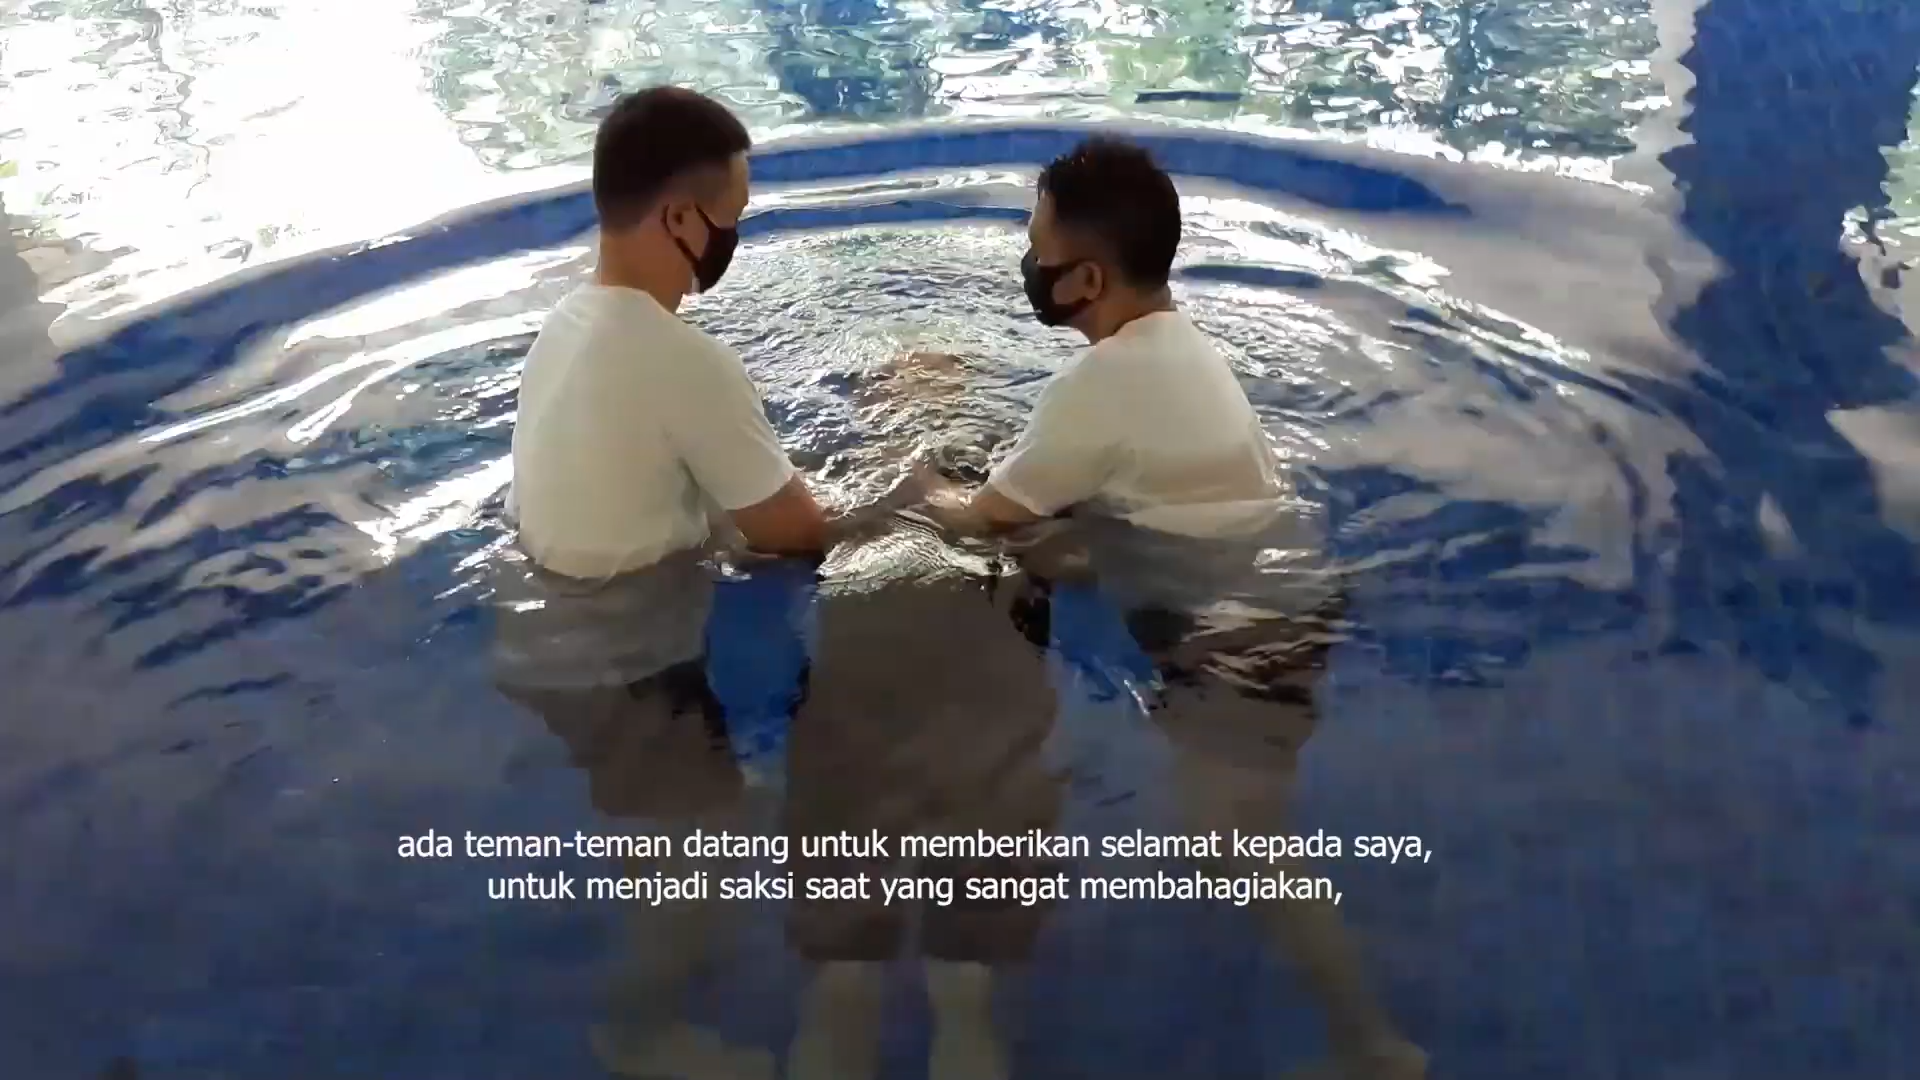 ada teman-teman datang untuk memberikan selamat kepada saya,
untuk menjadi saksi saat yang sangat membahagiakan,